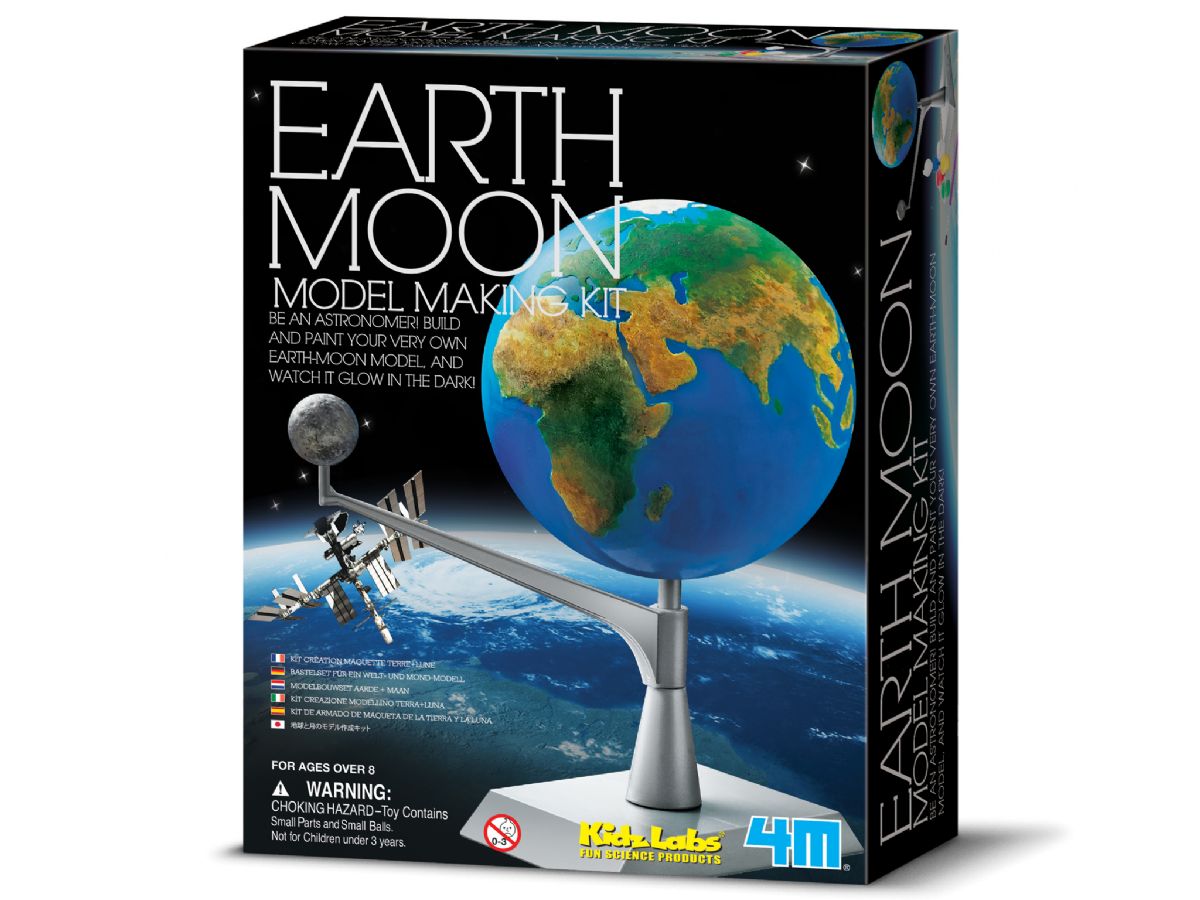 EARTH MOON
MODEL MAKING KIT
EARTH
MOON
MODEL MAKING KIT
BE AN ASTRONOMER! BUILD
AND PAINT YOUR VERY OWN
EARTH-MOON MODEL, AND
WATCH IT GLOW IN THE DARK!
KIT CRÉATION MAQUETTE TERRE+LUNE
BASTELSET FÜR EIN WELT- UND MOND-MODELL
MODELBOUWSET AARDE + MAAN
KIT CREAZIONE MODELLINO TERRA+LUNA
KIT DE ARMADO DE MAQUETA DE LA TIERRA Y LA LUNA
地球と月のモデル作成キット
FOR AGES OVER 8
WARNING:
CHOKING HAZARD–Toy Contains
Small Parts and Small Balls.
Not for Children under 3 years.
0-3
KidzLabs®
FUN SCIENCE PRODUCTS
4M®
EARTH MOON
MODEL MAKING KIT
BE AN ASTRONOMER! BUILD AND PAINT YOUR VERY OWN EARTH-MOON
MODEL, AND WATCH IT GLOW IN THE DARK!